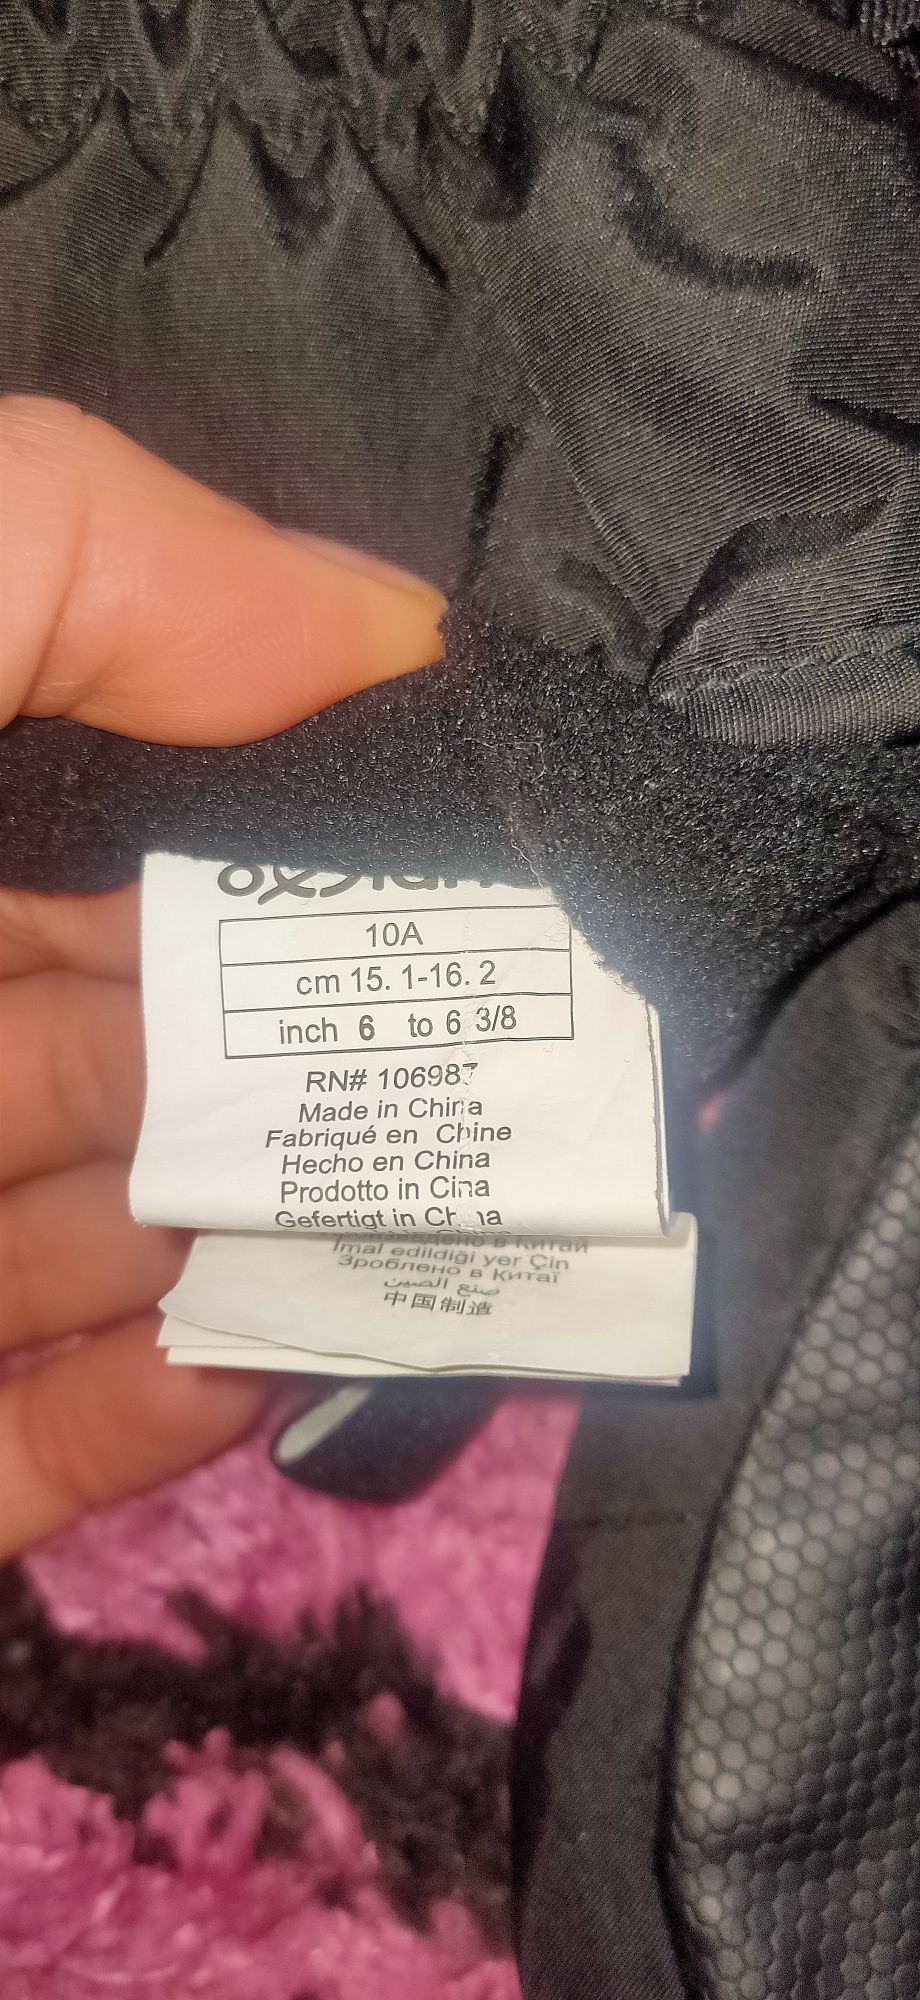 10A
cm 15. 1-16. 2
inch 6 to 6 3/8
RN# 106987
Made in China
Fabriqué en Chine
Hecho en China
Prodotto in Cina
Gefertigt in China
в Китай
İmal edildiği yer Çin
Зроблено в Китаї
صنع الصين
中国制造